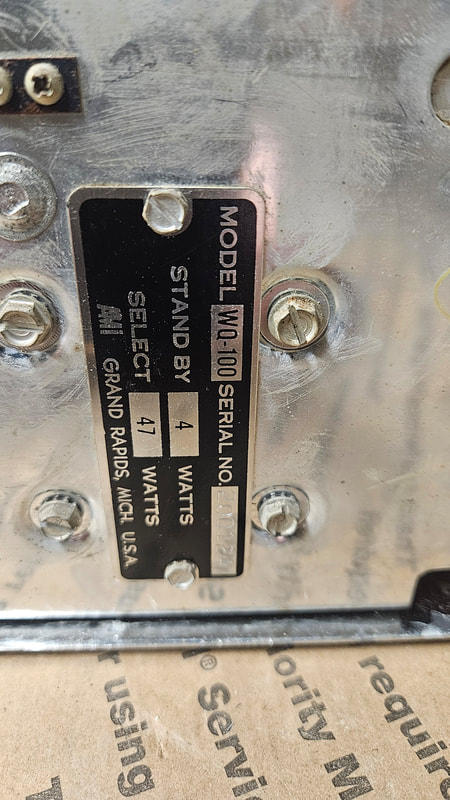 MODEL WQ-100 SERIAL NO.
STAND BY 4 WATTS
SELECT 47 WATTS
AMI GRAND RAPIDS, MICH. U.S.A.
requir
ority M
® servi
r using